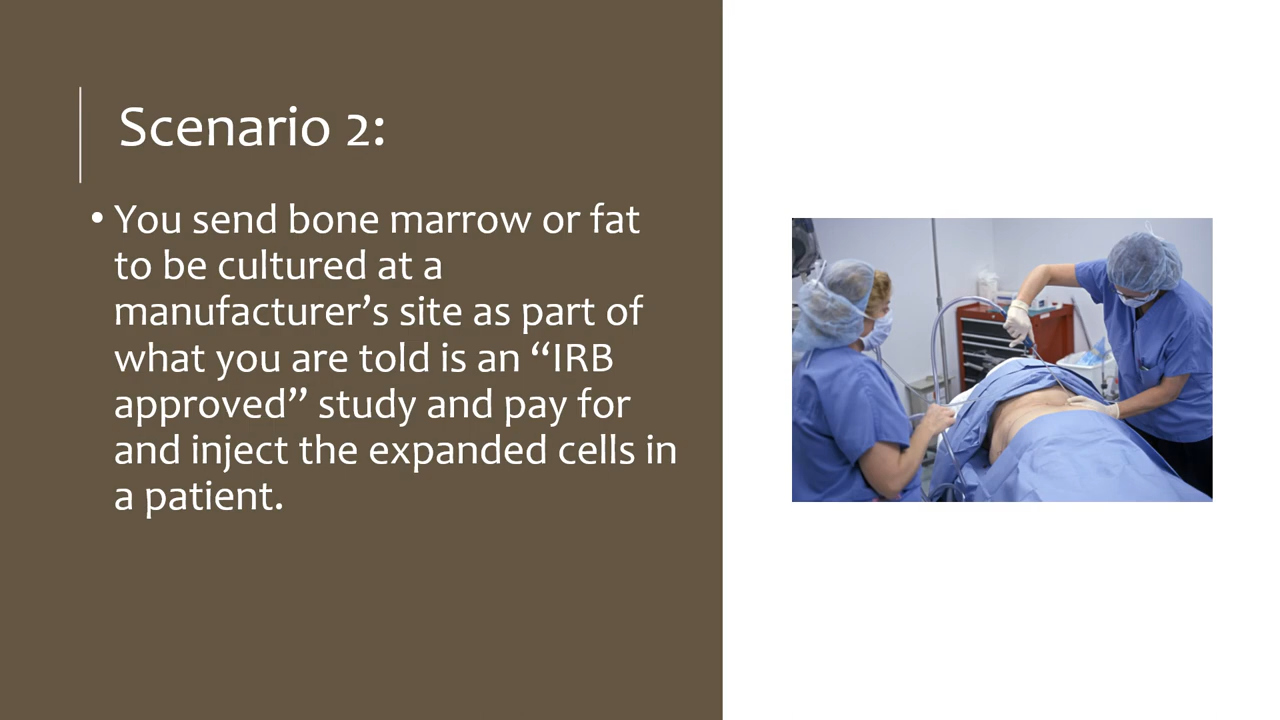 Scenario 2:
• You send bone marrow or fat
to be cultured at a
manufacturer’s site as part of
what you are told is an “IRB
approved” study and pay for
and inject the expanded cells in
a patient.